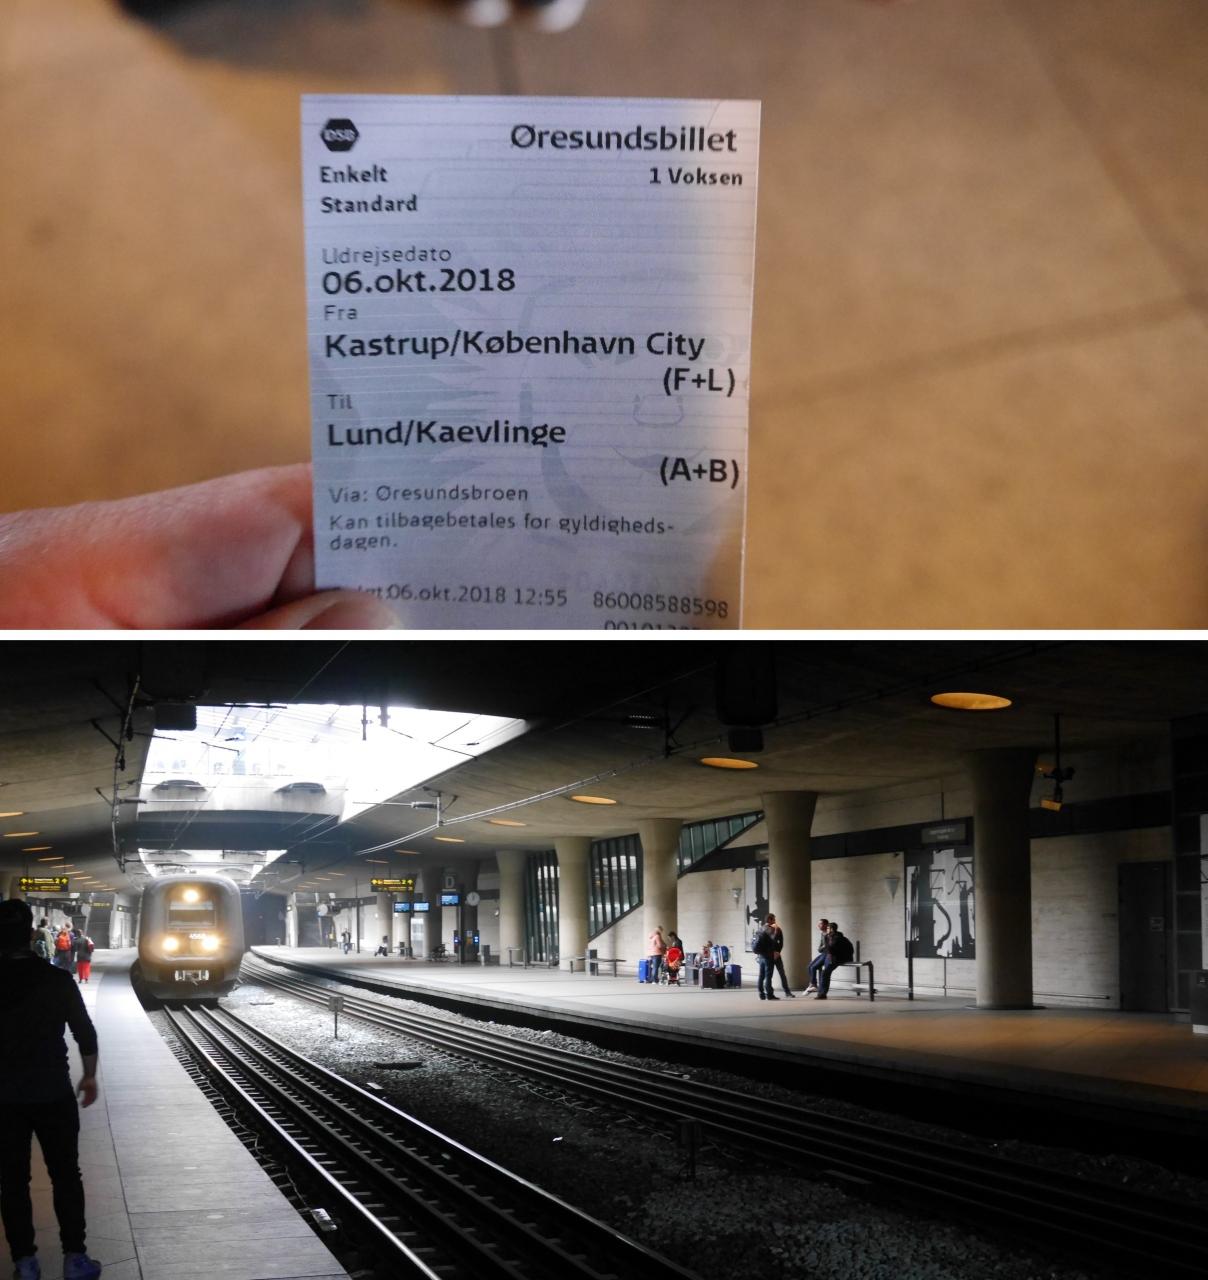 DSB
Øresundsbillet
Enkelt
1 Voksen
Standard
Udrejsedato
06.okt.2018
Fra
Kastrup/København City
(F+L)
Til
Lund/Kaevlinge
(A+B)
Via: Øresundsbroen
Kan tilbagebetales for gyldigheds-
dagen.
06.okt.2018 12:55 86008588598